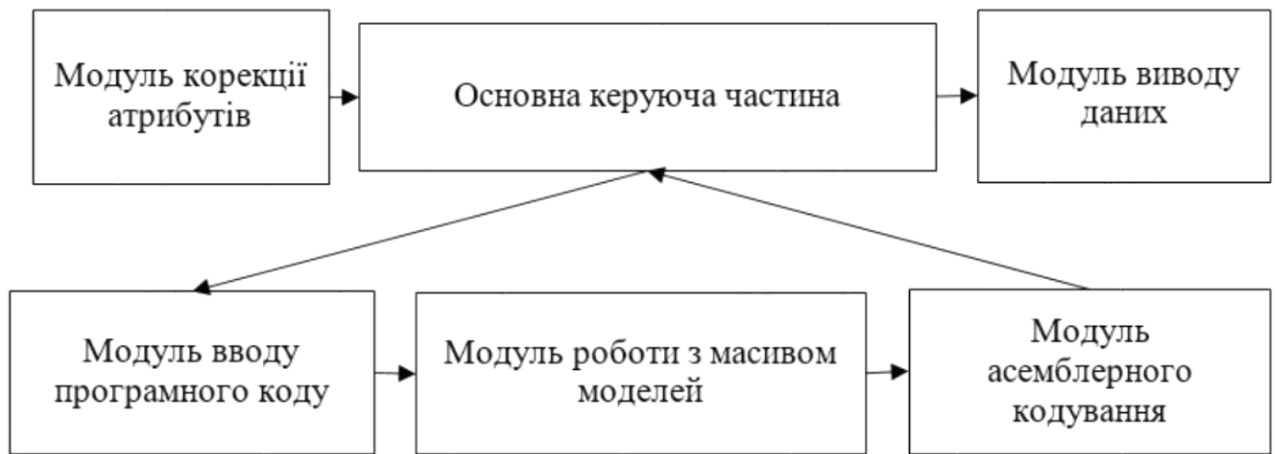 Модуль корекції
атрибутів
Основна керуюча частина
Модуль виводу
даних
Модуль вводу
програмного коду
Модуль роботи з масивом
моделей
Модуль
асемблерного
кодування